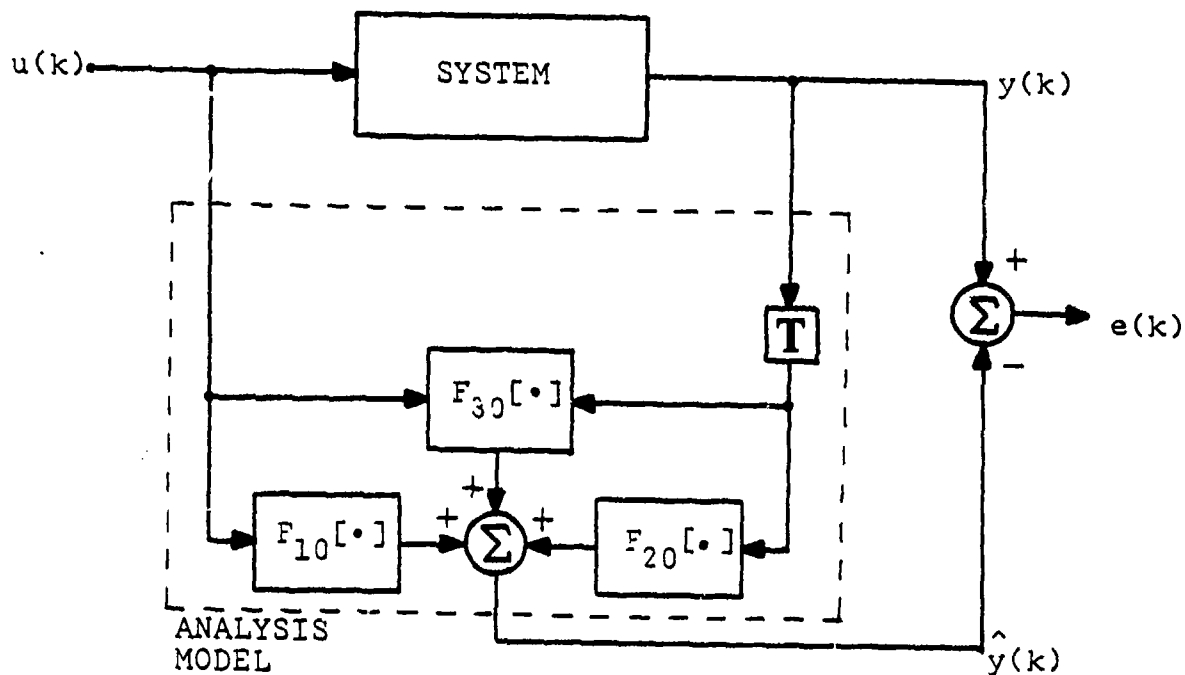 u(k)
SYSTEM
y(k)
T
+
Σ
e(k)
−
F₃₀[•]
+
F₁₀[•]
+
Σ
+
F₂₀[•]
ANALYSIS
MODEL
ŷ(k)